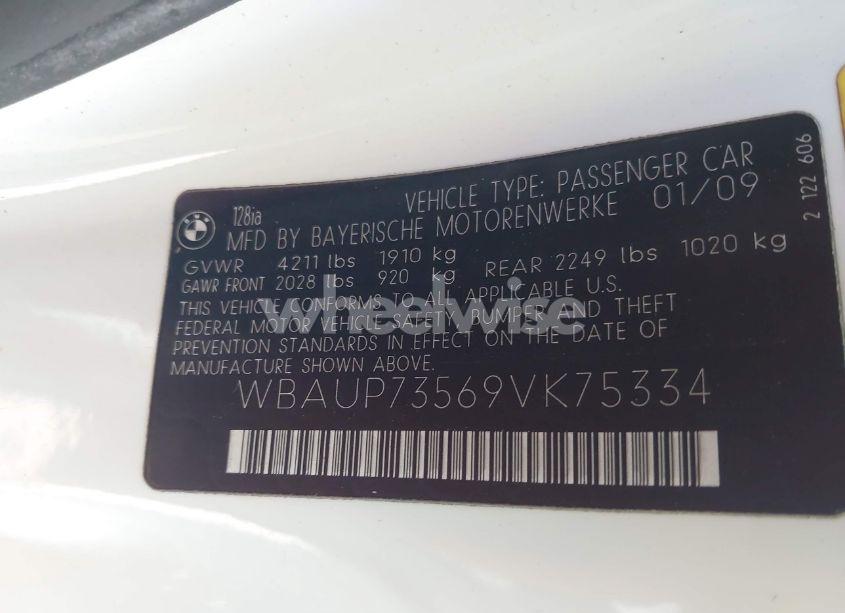 BMW
128ia
VEHICLE TYPE: PASSENGER CAR
MFD BY BAYERISCHE MOTORENWERKE 01/09
GVWR 4211 lbs 1910 kg
GAWR FRONT 2028 lbs 920 kg REAR 2249 lbs 1020 kg
THIS VEHICLE CONFORMS TO ALL APPLICABLE U.S.
FEDERAL MOTOR VEHICLE SAFETY, BUMPER AND THEFT
PREVENTION STANDARDS IN EFFECT ON THE DATE OF
MANUFACTURE SHOWN ABOVE.
WBAUP73569VK75334
2 122 606
wheelwise